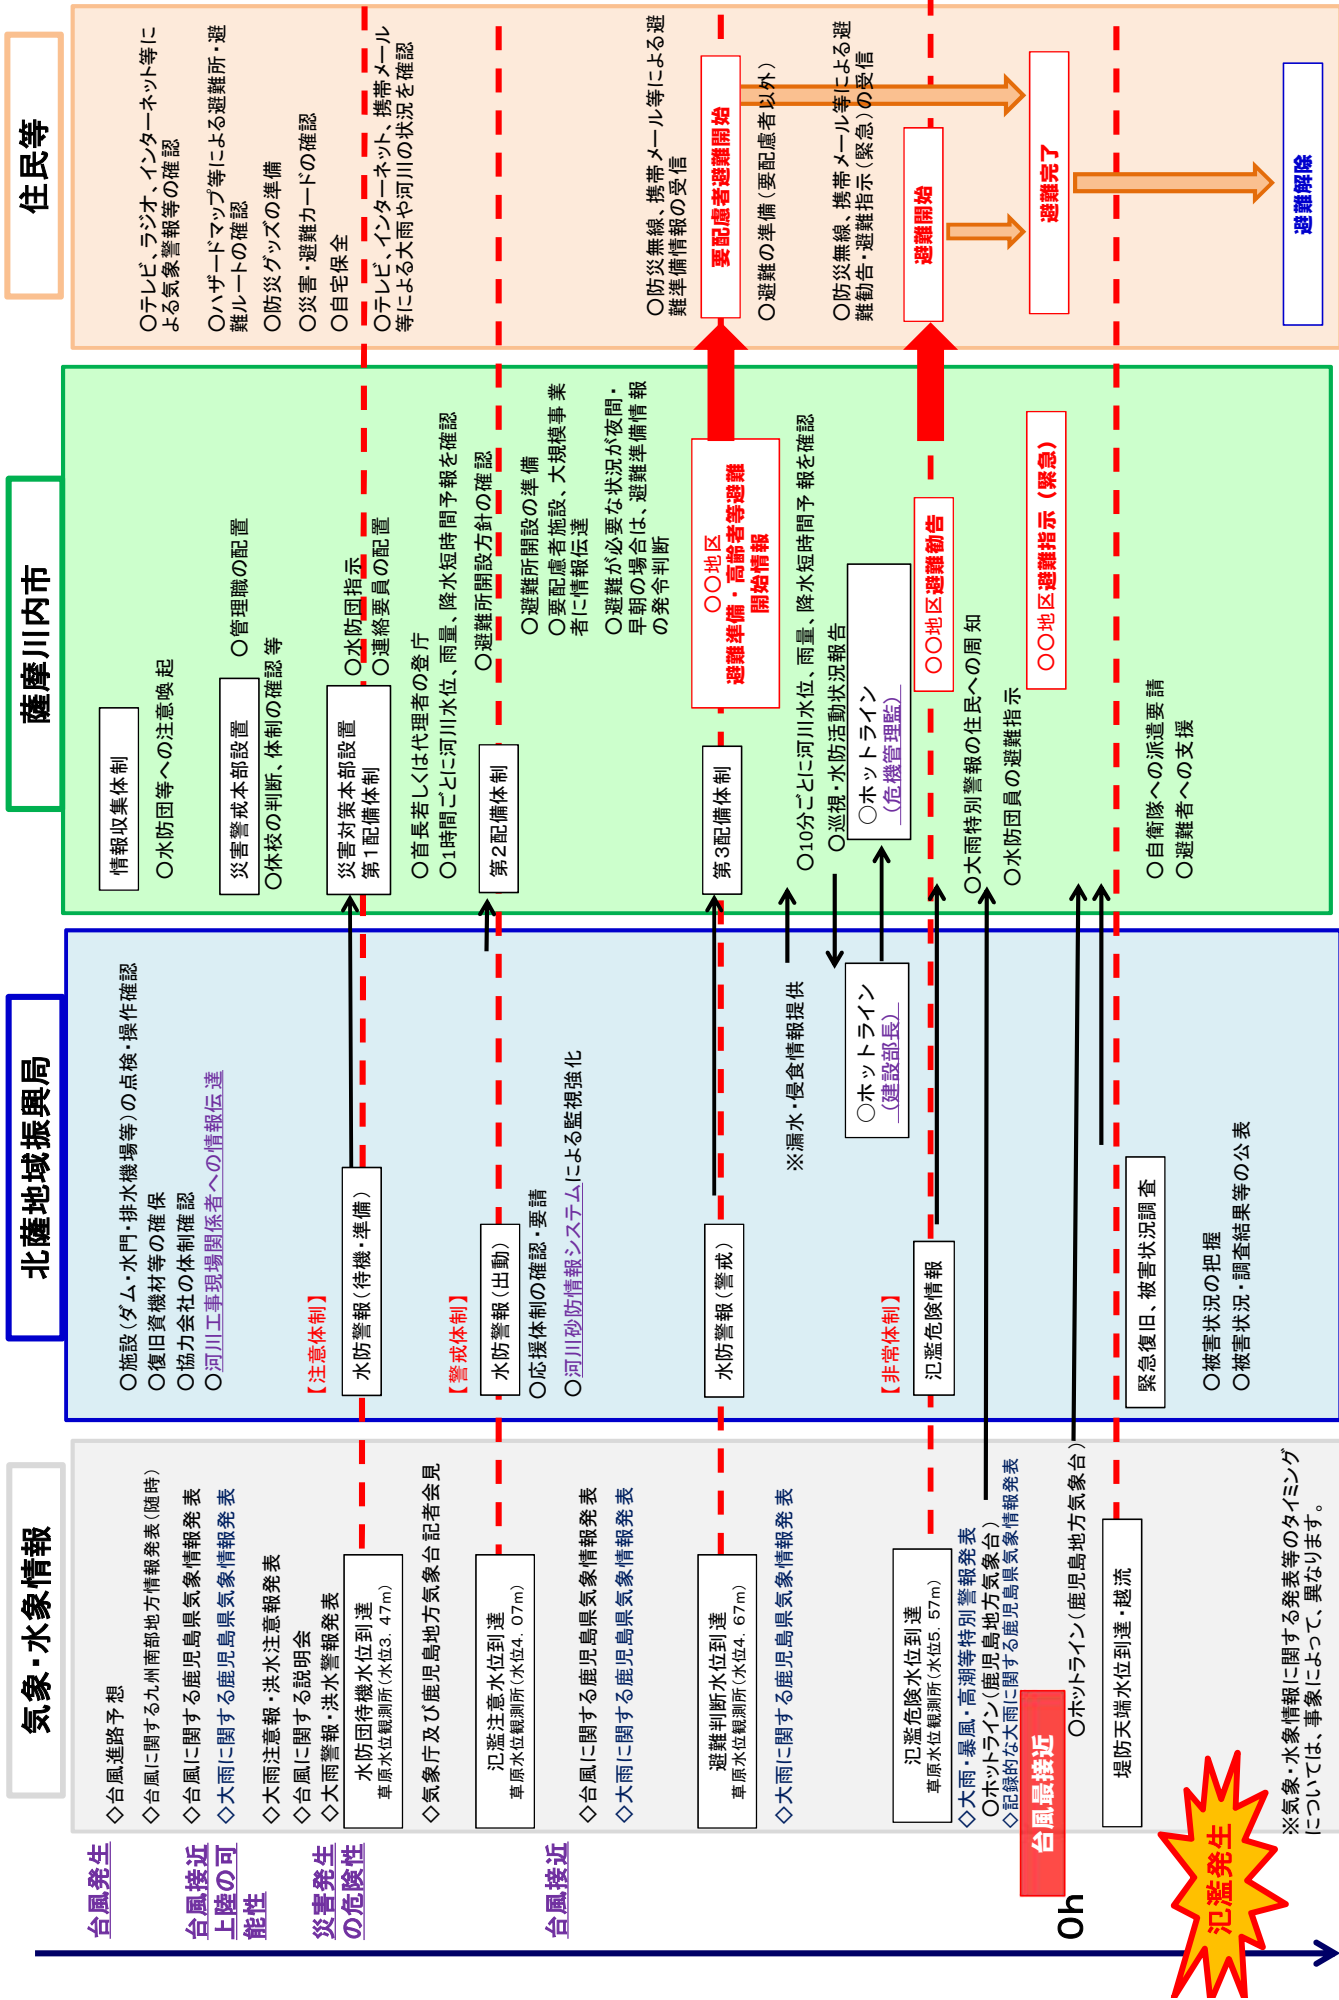 気象・水象情報
北薩地域振興局
薩摩川内市
住民等
台風発生
台風接近
上陸の可
能性
災害発生
の危険性
台風接近
台風最接近
0h
氾濫発生
◇台風進路予想
◇台風に関する九州南部地方情報発表(随時)
◇台風に関する鹿児島県気象情報発表
◇大雨に関する鹿児島県気象情報発表
◇大雨注意報・洪水注意報発表
◇台風に関する説明会
◇大雨警報・洪水警報発表
水防団待機水位到達
草原水位観測所(水位3.47m)
◇気象庁及び鹿児島地方気象台記者会見
氾濫注意水位到達
草原水位観測所(水位4.07m)
◇台風に関する鹿児島県気象情報発表
◇大雨に関する鹿児島県気象情報発表
避難判断水位到達
草原水位観測所(水位4.67m)
◇大雨に関する鹿児島県気象情報発表
氾濫危険水位到達
草原水位観測所(水位5.57m)
◇大雨・暴風・高潮等特別警報発表
○ホットライン(鹿児島地方気象台)
◇記録的な大雨に関する鹿児島県気象情報発表
○ホットライン(鹿児島地方気象台)
堤防天端水位到達・越流
※気象・水象情報に関する発表等のタイミング
については、事象によって、異なります。
○施設(ダム・水門・排水機場等)の点検・操作確認
○復旧資機材等の確保
○協力会社の体制確認
○河川工事現場関係者への情報伝達
【注意体制】
水防警報(待機・準備)
【警戒体制】
水防警報(出動)
○応援体制の確認・要請
○河川砂防情報システムによる監視強化
水防警報(警戒)
※漏水・侵食情報提供
○ホットライン
(建設部長)
【非常体制】
氾濫危険情報
緊急復旧、被害状況調査
○被害状況の把握
○被害状況・調査結果等の公表
情報収集体制
○水防団等への注意喚起
災害警戒本部設置
○管理職の配置
○休校の判断、体制の確認等
災害対策本部設置
第1配備体制
○水防団指示
○連絡要員の配置
○首長若しくは代理者の登庁
○1時間ごとに河川水位、雨量、降水短時間予報を確認
第2配備体制
○避難所開設方針の確認
○避難所開設の準備
○要配慮者施設、大規模事業
者に情報伝達
○避難が必要な状況が夜間・
早朝の場合は、避難準備情報
の発令判断
第3配備体制
○○地区
避難準備・高齢者等避難
開始情報
○10分ごとに河川水位、雨量、降水短時間予報を確認
○巡視・水防活動状況報告
○ホットライン
(危機管理監)
○○地区避難勧告
○大雨特別警報の住民への周知
○水防団員の避難指示
○○地区避難指示(緊急)
○自衛隊への派遣要請
○避難者への支援
○テレビ、ラジオ、インターネット等に
よる気象警報等の確認
○ハザードマップ等による避難所・避
難ルートの確認
○防災グッズの準備
○災害・避難カードの確認
○自宅保全
○テレビ、インターネット、携帯メール
等による大雨や河川の状況を確認
○防災無線、携帯メール等による避
難準備情報の受信
要配慮者避難開始
○避難の準備(要配慮者以外)
○防災無線、携帯メール等による避
難勧告・避難指示(緊急)の受信
避難開始
避難完了
避難解除